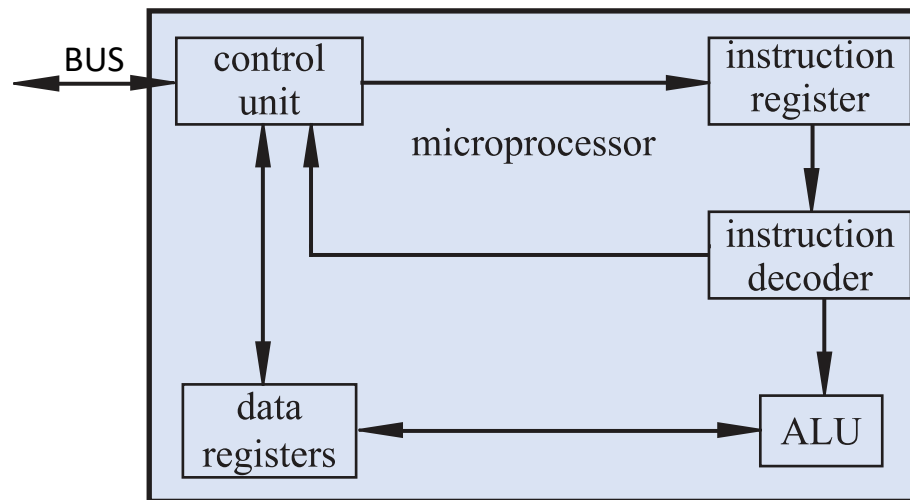 BUS
control
unit
instruction
register
microprocessor
instruction
decoder
data
registers
ALU